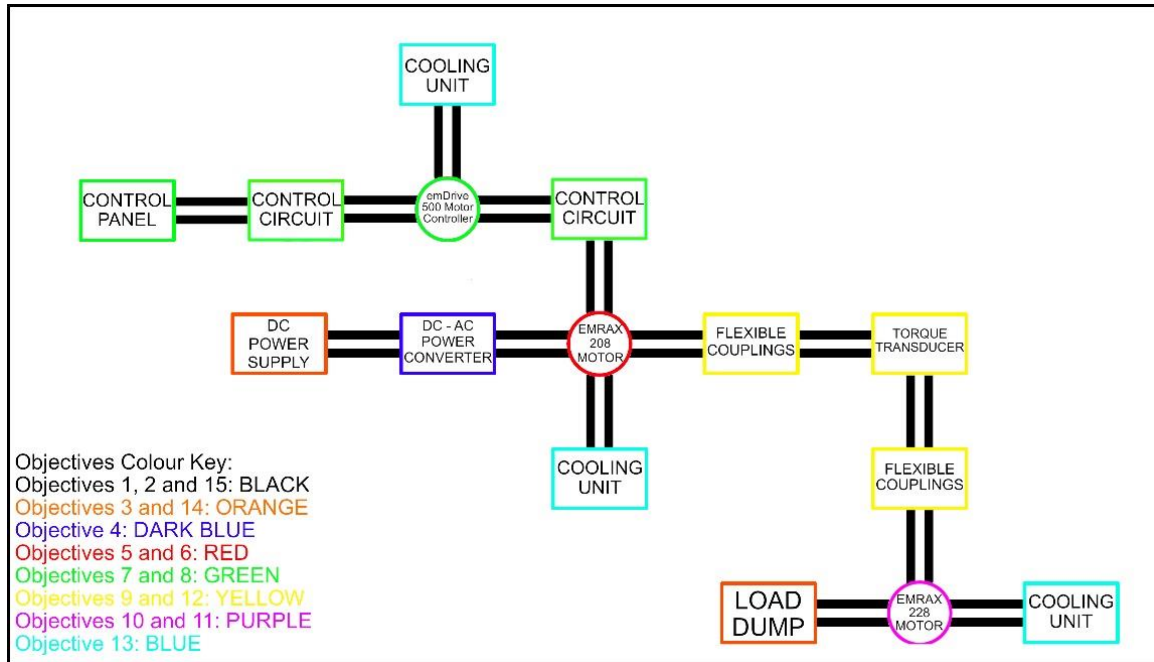 COOLING
UNIT
CONTROL
PANEL
CONTROL
CIRCUIT
emDrive
500 Motor
Controller
CONTROL
CIRCUIT
DC
POWER
SUPPLY
DC - AC
POWER
CONVERTER
EMRAX
208
MOTOR
FLEXIBLE
COUPLINGS
TORQUE
TRANSDUCER
COOLING
UNIT
FLEXIBLE
COUPLINGS
LOAD
DUMP
EMRAX
228
MOTOR
COOLING
UNIT
Objectives Colour Key:
Objectives 1, 2 and 15: BLACK
Objectives 3 and 14: ORANGE
Objective 4: DARK BLUE
Objectives 5 and 6: RED
Objectives 7 and 8: GREEN
Objectives 9 and 12: YELLOW
Objectives 10 and 11: PURPLE
Objective 13: BLUE